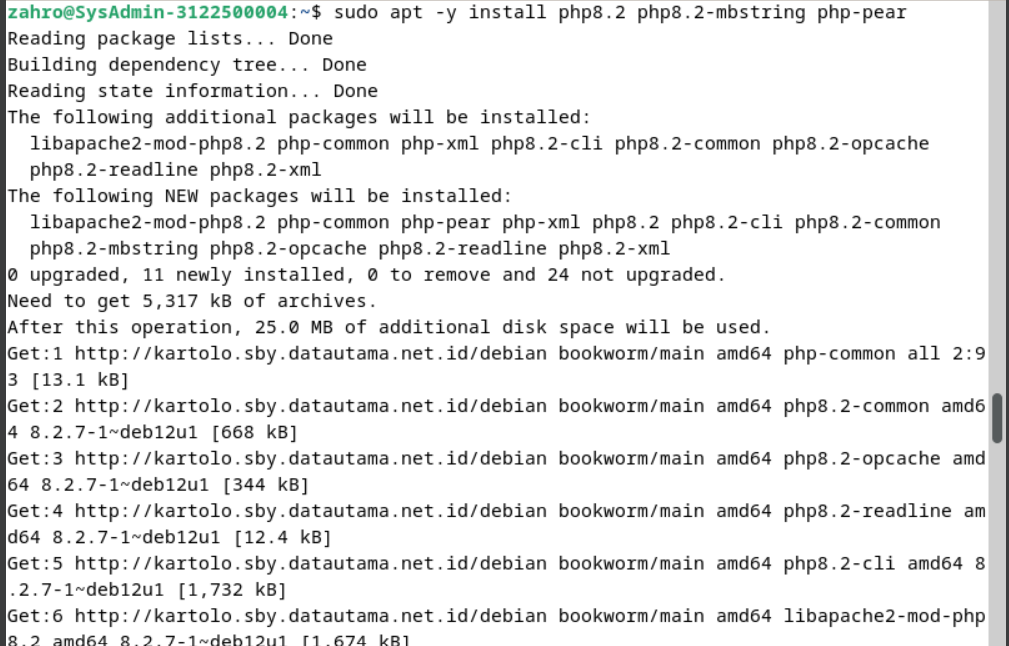 zahro@SysAdmin-3122500004:~$ sudo apt -y install php8.2 php8.2-mbstring php-pear
Reading package lists... Done
Building dependency tree... Done
Reading state information... Done
The following additional packages will be installed:
  libapache2-mod-php8.2 php-common php-xml php8.2-cli php8.2-common php8.2-opcache
  php8.2-readline php8.2-xml
The following NEW packages will be installed:
  libapache2-mod-php8.2 php-common php-pear php-xml php8.2 php8.2-cli php8.2-common
  php8.2-mbstring php8.2-opcache php8.2-readline php8.2-xml
0 upgraded, 11 newly installed, 0 to remove and 24 not upgraded.
Need to get 5,317 kB of archives.
After this operation, 25.0 MB of additional disk space will be used.
Get:1 http://kartolo.sby.datautama.net.id/debian bookworm/main amd64 php-common all 2:9
3 [13.1 kB]
Get:2 http://kartolo.sby.datautama.net.id/debian bookworm/main amd64 php8.2-common amd6
4 8.2.7-1~deb12u1 [668 kB]
Get:3 http://kartolo.sby.datautama.net.id/debian bookworm/main amd64 php8.2-opcache amd
64 8.2.7-1~deb12u1 [344 kB]
Get:4 http://kartolo.sby.datautama.net.id/debian bookworm/main amd64 php8.2-readline am
d64 8.2.7-1~deb12u1 [12.4 kB]
Get:5 http://kartolo.sby.datautama.net.id/debian bookworm/main amd64 php8.2-cli amd64 8
.2.7-1~deb12u1 [1,732 kB]
Get:6 http://kartolo.sby.datautama.net.id/debian bookworm/main amd64 libapache2-mod-php
8.2 amd64 8.2.7-1~deb12u1 [1,674 kB]